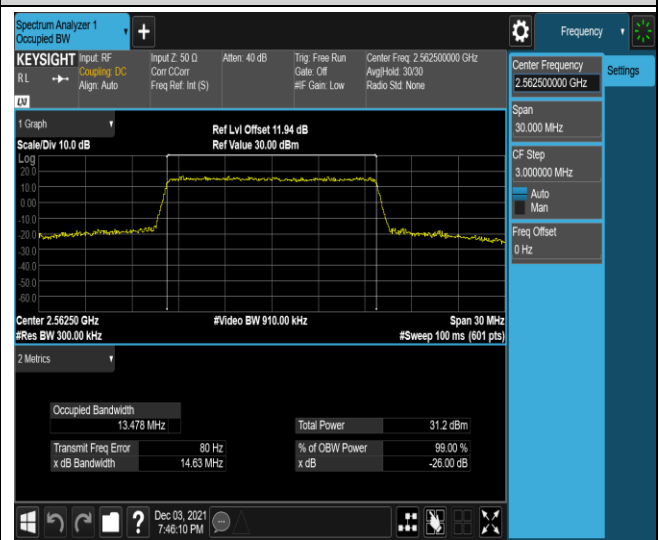 Spectrum Analyzer 1
Occupied BW
Frequency
KEYSIGHT
RL
LXI
Input: RF
Coupling: DC
Align: Auto
Input Z: 50 Ω
Corr CCorr
Freq Ref: Int (S)
Atten: 40 dB
Trig: Free Run
Gate: Off
#IF Gain: Low
Center Freq: 2.562500000 GHz
Avg|Hold: 30/30
Radio Std: None
Center Frequency
2.562500000 GHz
Settings
Span
30.000 MHz
CF Step
3.000000 MHz
Auto
Man
Freq Offset
0 Hz
1 Graph
Scale/Div 10.0 dB
Ref Lvl Offset 11.94 dB
Ref Value 30.00 dBm
Log
20.0
10.0
0.00
-10.0
-20.0
-30.0
-40.0
-50.0
-60.0
Center 2.56250 GHz
#Video BW 910.00 kHz
Span 30 MHz
#Res BW 300.00 kHz
#Sweep 100 ms (601 pts)
2 Metrics
Occupied Bandwidth
13.478 MHz
Total Power 31.2 dBm
Transmit Freq Error 80 Hz
% of OBW Power 99.00 %
x dB Bandwidth 14.63 MHz
x dB -26.00 dB
Dec 03, 2021
7:46:10 PM